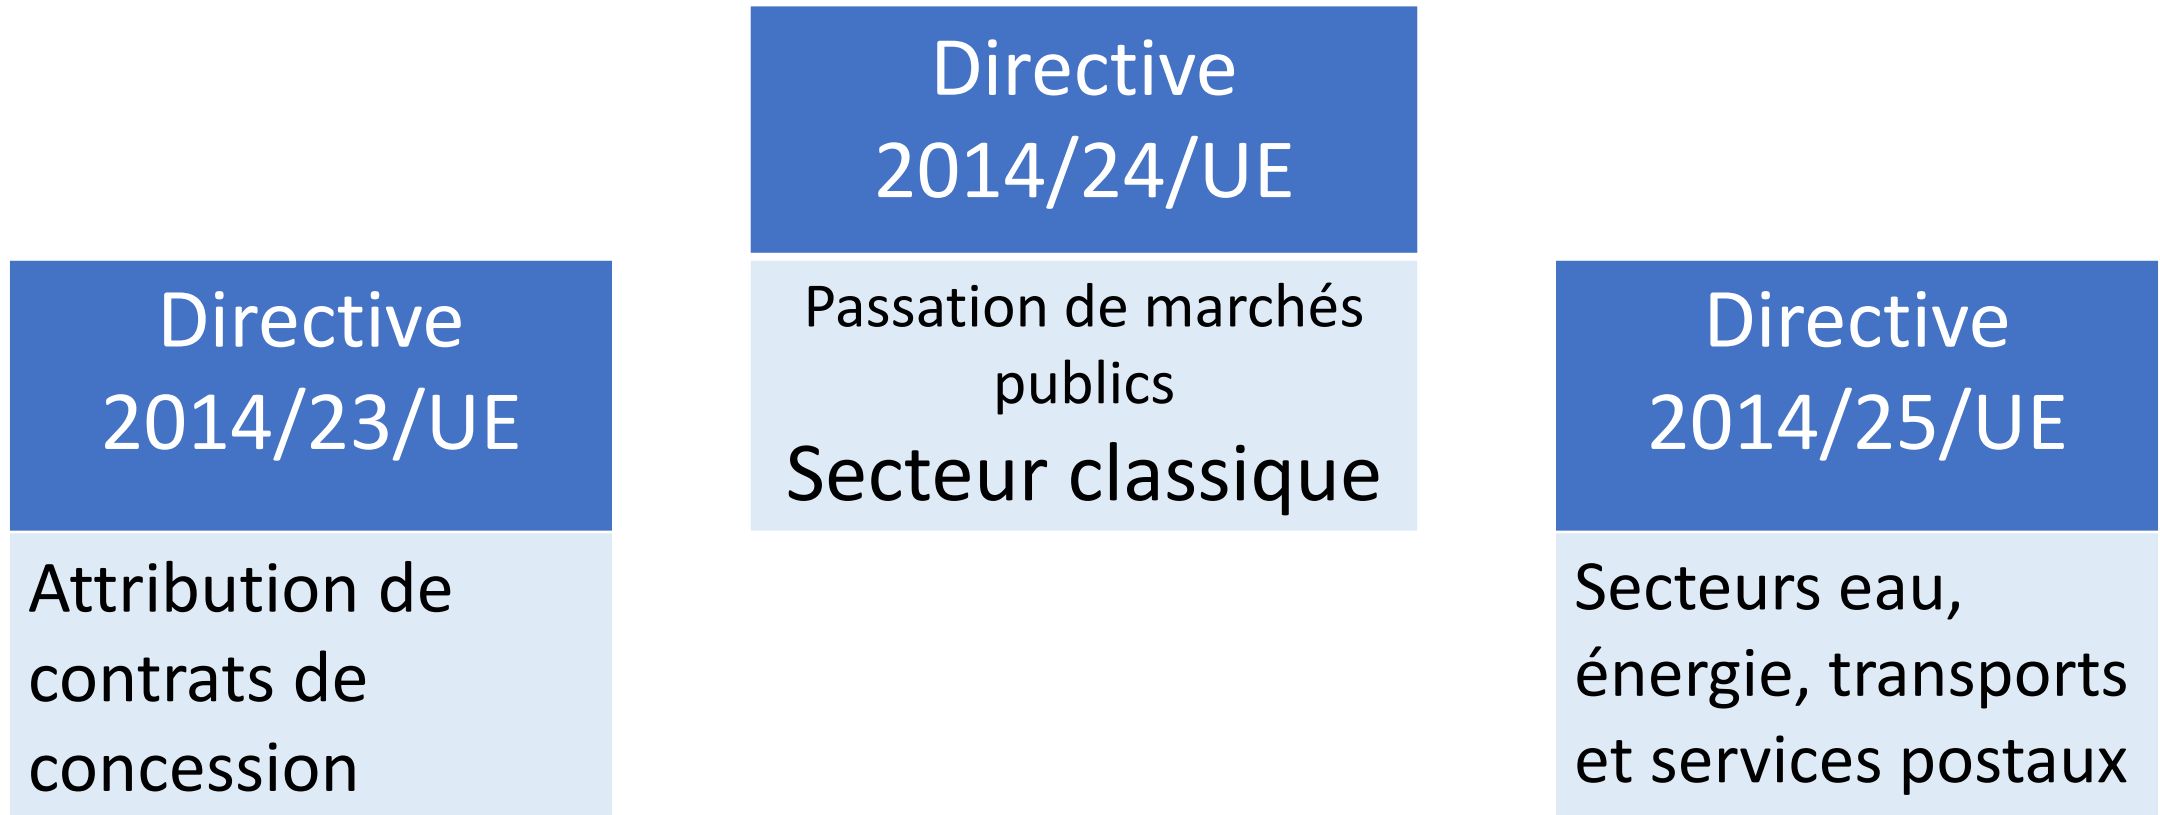 Directive
2014/23/UE
Attribution de
contrats de
concession
Directive
2014/24/UE
Passation de marchés
publics
Secteur classique
Directive
2014/25/UE
Secteurs eau,
énergie, transports
et services postaux